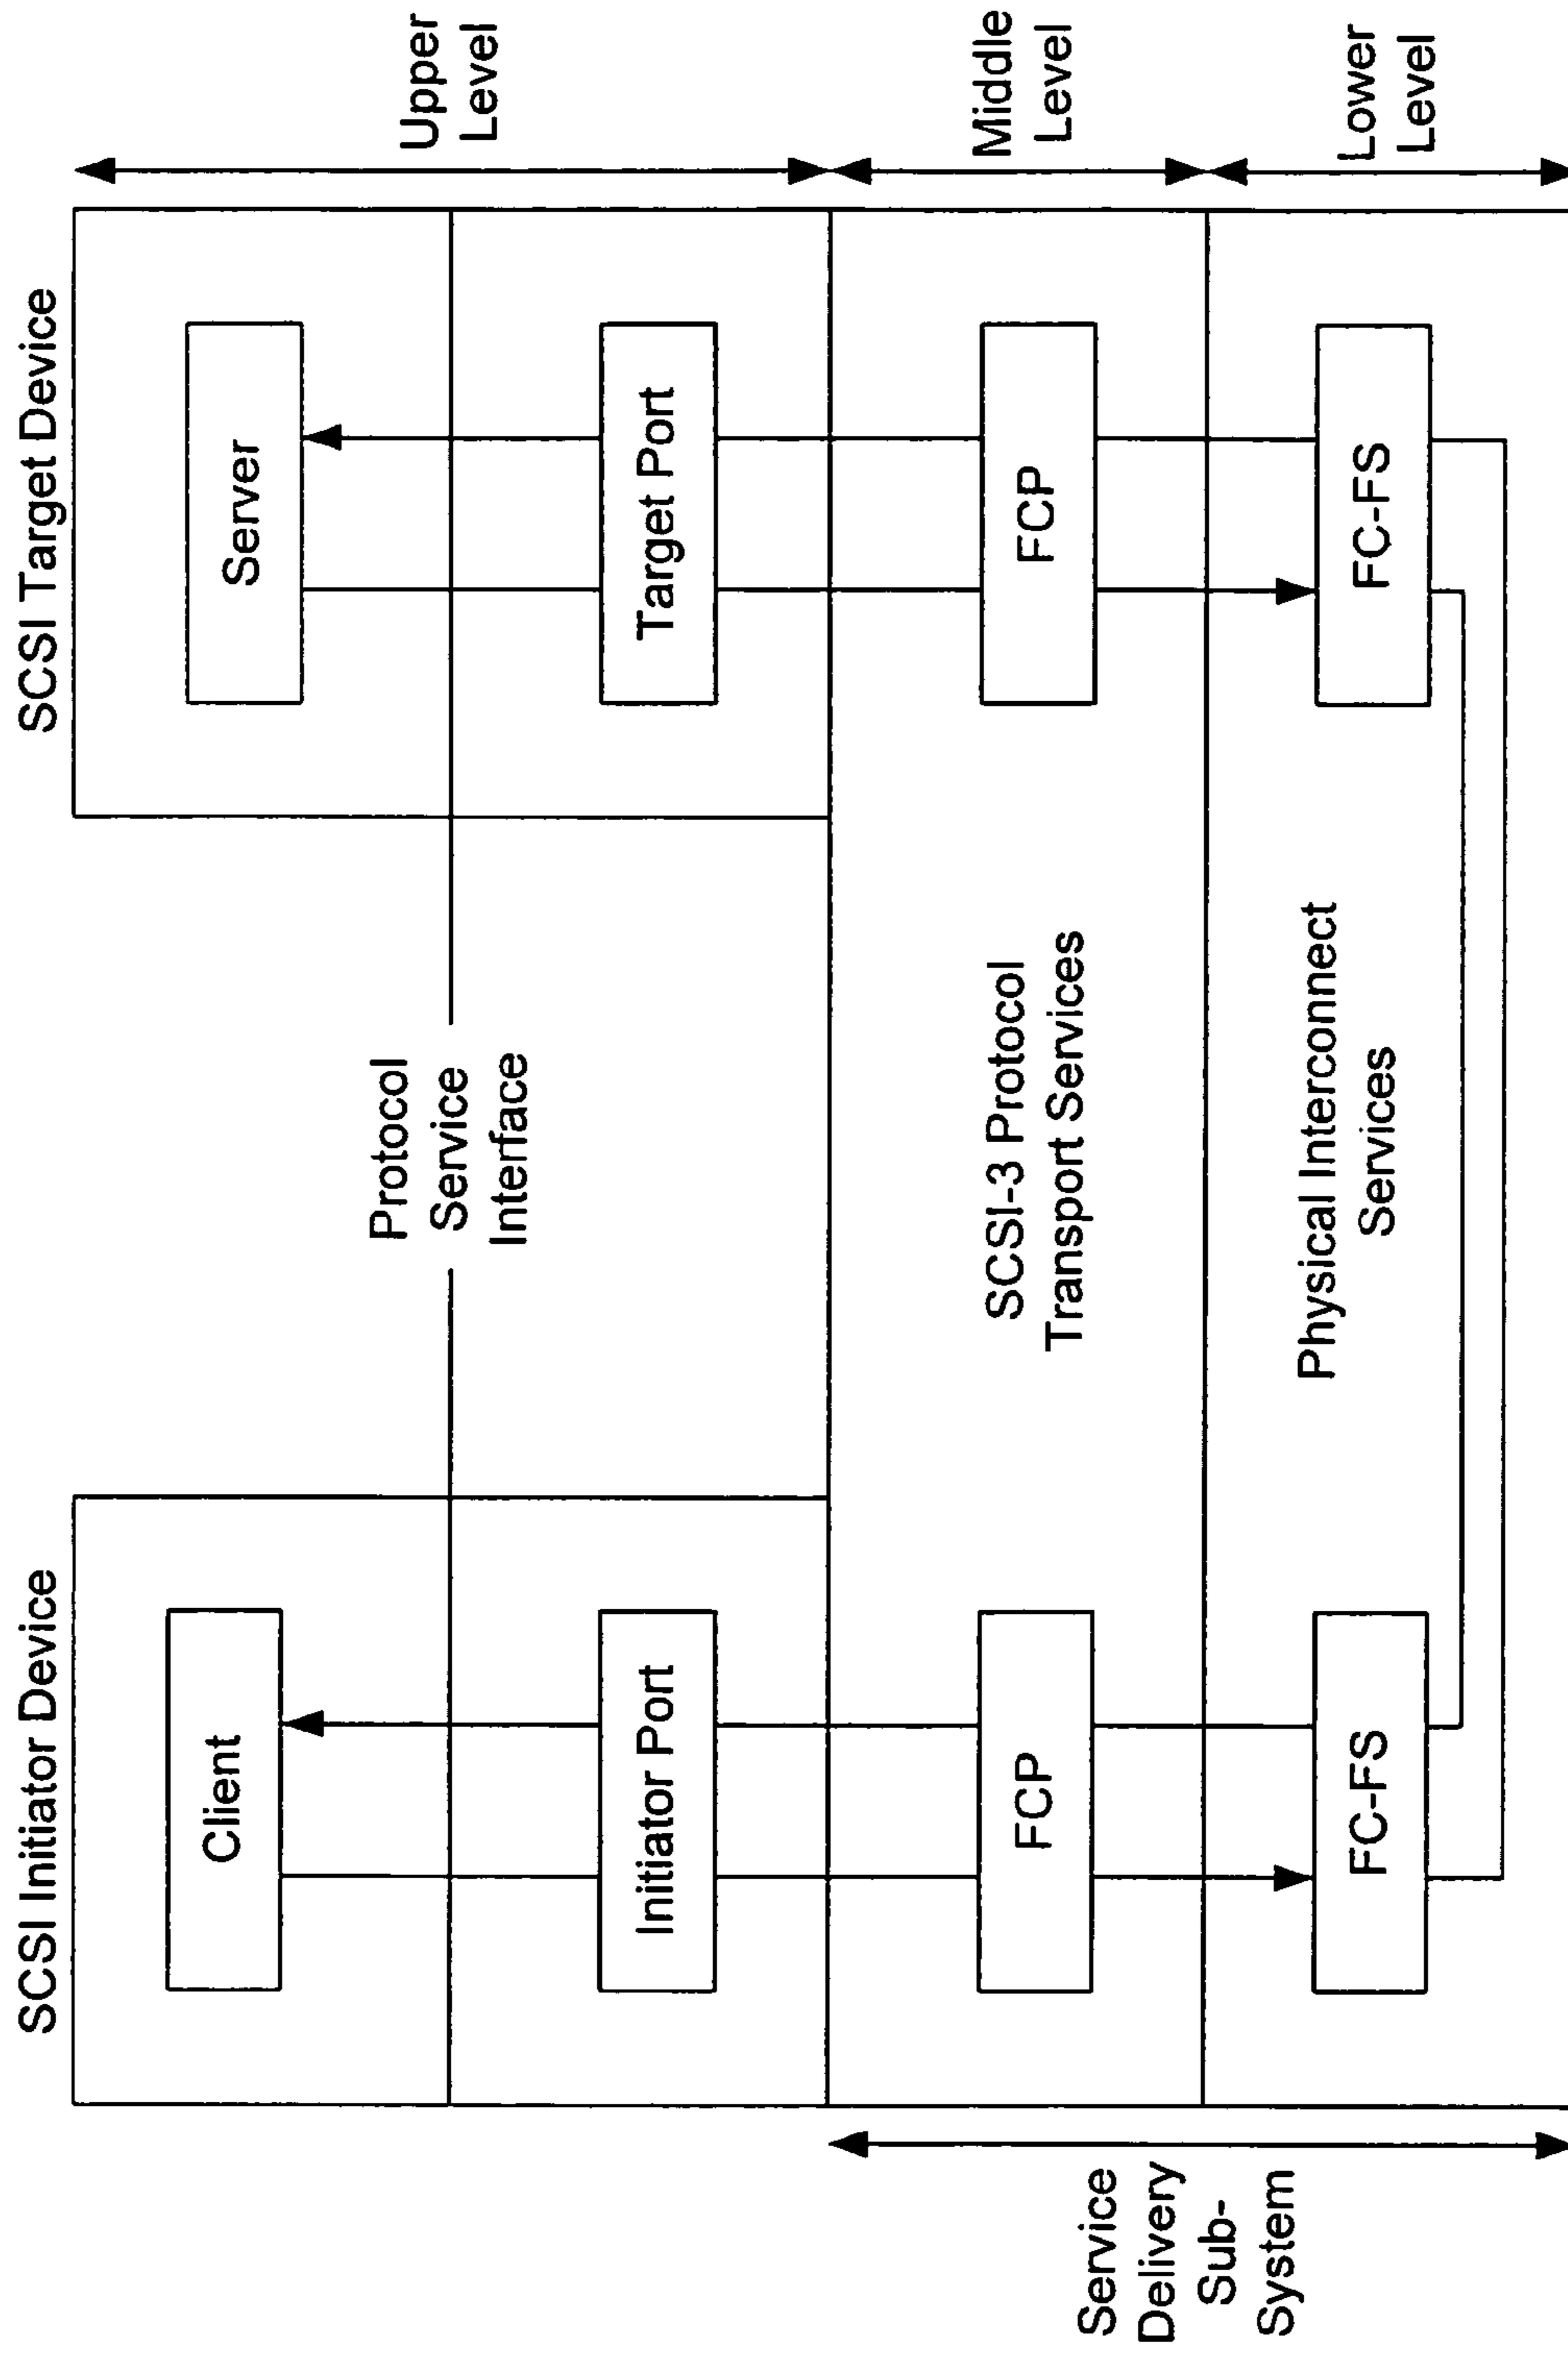 SCSI Initiator Device
SCSI Target Device
Client
Server
Protocol
Service
Interface
Upper
Level
Initiator Port
Target Port
Service
Delivery
Sub-
System
FCP
SCSI-3 Protocol
Transport Services
FCP
Middle
Level
FC-FS
Physical Interconnect
Services
FC-FS
Lower
Level